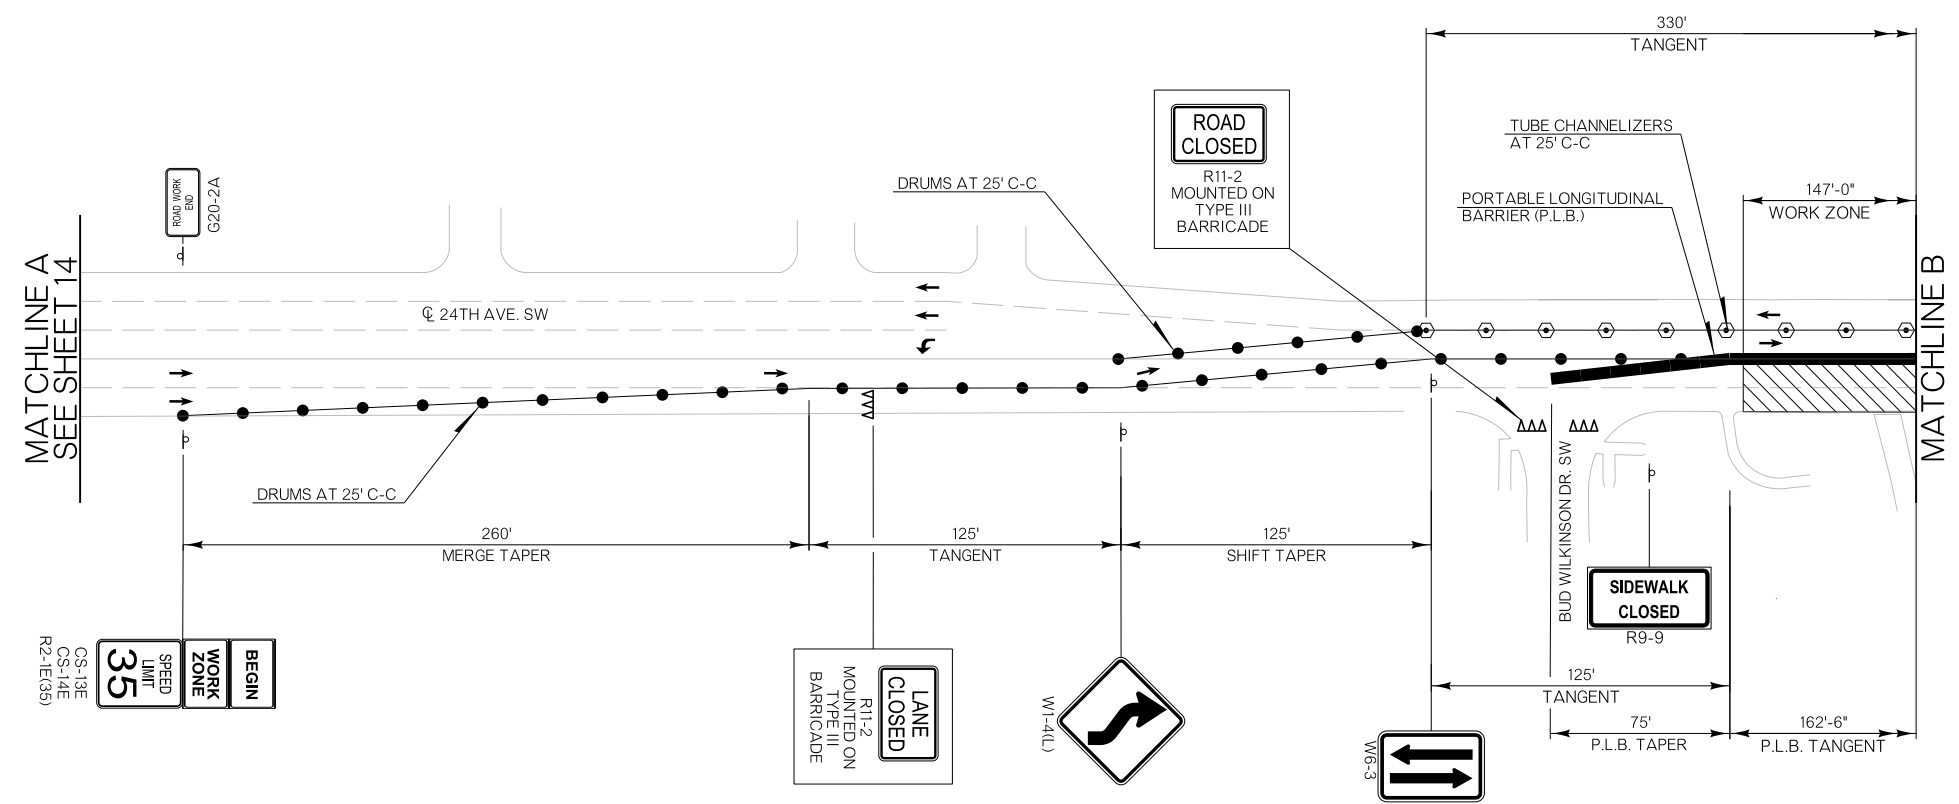 330'
TANGENT
ROAD
CLOSED
R11-2
MOUNTED ON
TYPE III
BARRICADE
TUBE CHANNELIZERS
AT 25' C-C
PORTABLE LONGITUDINAL
BARRIER (P.L.B.)
147'-0"
WORK ZONE
DRUMS AT 25' C-C
ROAD WORK
END
G20-2A
MATCHLINE A
SEE SHEET 14
℄ 24TH AVE. SW
MATCHLINE B
DRUMS AT 25' C-C
260'
MERGE TAPER
125'
TANGENT
125'
SHIFT TAPER
BUD WILKINSON DR. SW
SIDEWALK
CLOSED
R9-9
BEGIN
WORK
ZONE
SPEED
LIMIT
35
CS-13E
CS-14E
R2-1E(35)
LANE
CLOSED
R11-2
MOUNTED ON
TYPE III
BARRICADE
W1-4(L)
W6-3
125'
TANGENT
75'
P.L.B. TAPER
162'-6"
P.L.B. TANGENT